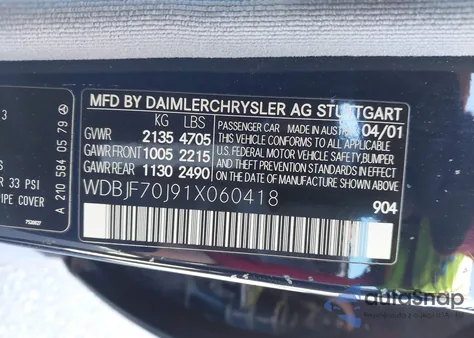 3
R 33 PSI
IPE COVER
A 210 584 05 79
MFD BY DAIMLERCHRYSLER AG STUTTGART
KG LBS
GVWR 2135 4705
GAWR FRONT 1005 2215
GAWR REAR 1130 2490
PASSENGER CAR MADE IN AUSTRIA 04/01
THIS VEHICLE CONFORMS TO ALL APPLICABLE
U.S. FEDERAL MOTOR VEHICLE SAFETY,BUMPER
AND THEFT PREVENTION STANDARDS
IN EFFECT ON THE DATE OF
MANUFACTURE SHOWN ABOVE.
WDBJF70J91X060418
904
autoSnap